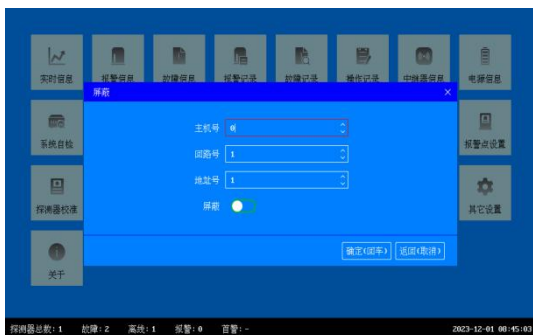 实时信息 报警信息 故障信息 报警记录 故障记录 操作记录 中继器信息 电源信息
屏蔽
×
系统自检
报警点设置
探测器校准
其它设置
关于
主机号 0
回路号 1
地址号 1
屏蔽
确定(回车) 返回(取消)
探测器总数: 1 故障: 2 离线: 1 报警: 0 首警: - 2023-12-01 08:45:03